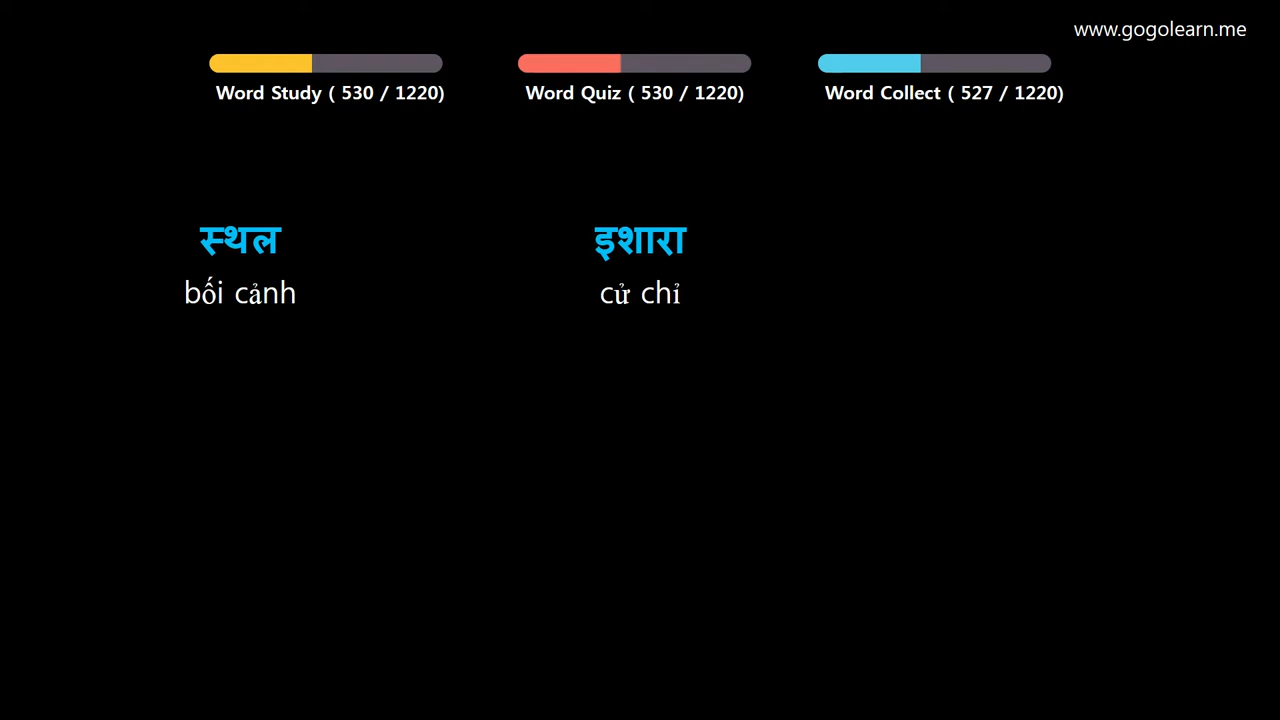 www.gogolearn.me
Word Study ( 530 / 1220)
Word Quiz ( 530 / 1220)
Word Collect ( 527 / 1220)
स्थल
इशारा
bối cảnh
cử chỉ